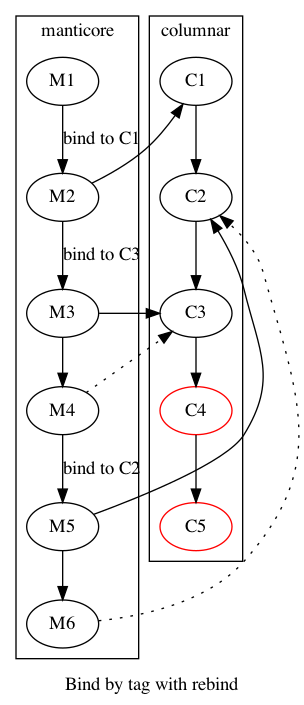 manticore
columnar
M1
C1
bind to C1
M2
C2
bind to C3
M3
C3
M4
C4
bind to C2
M5
C5
M6
Bind by tag with rebind